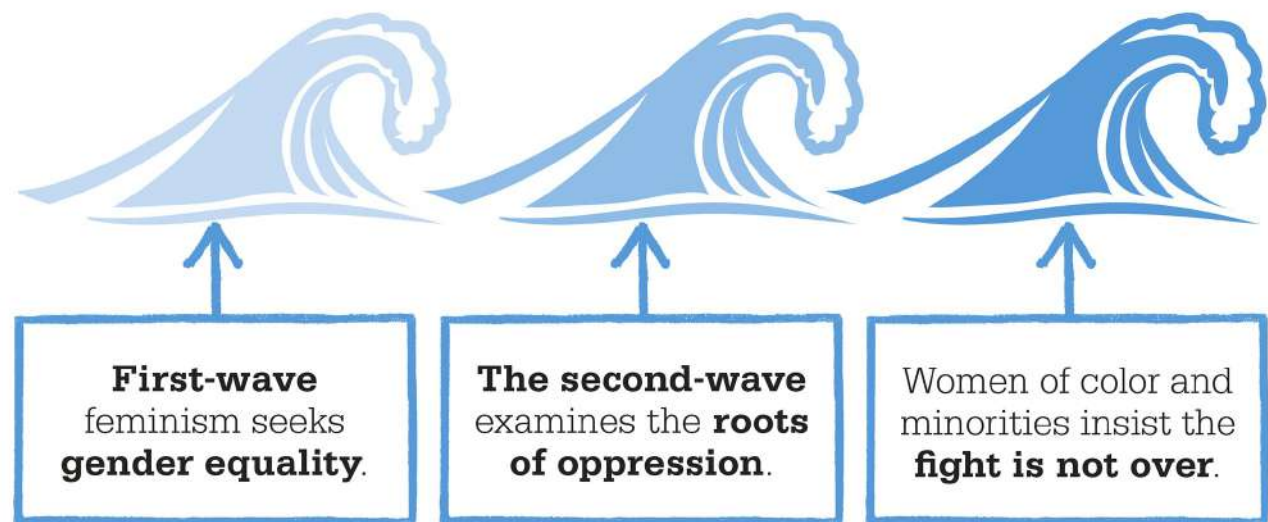 First-wave
feminism seeks
gender equality.
The second-wave
examines the roots
of oppression.
Women of color and
minorities insist the
fight is not over.